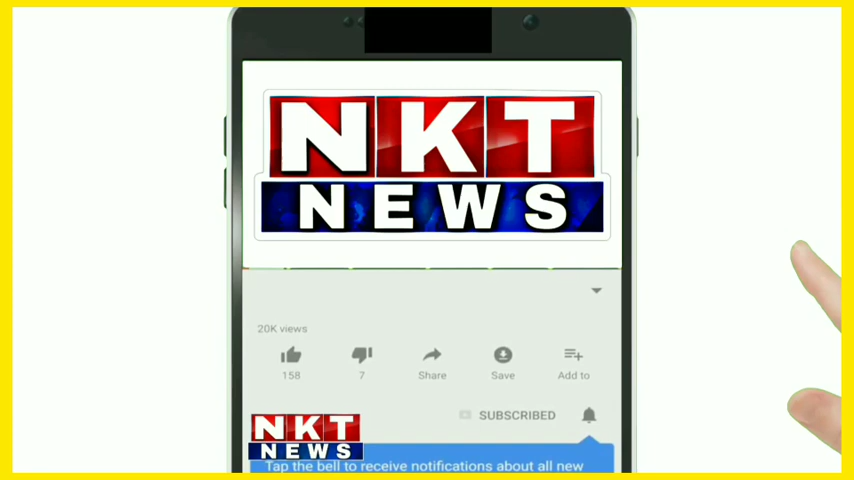 NKT
NEWS
20K views
158
7
Share
Save
Add to
SUBSCRIBED
NKT
NEWS
Tap the bell to receive notifications about all new